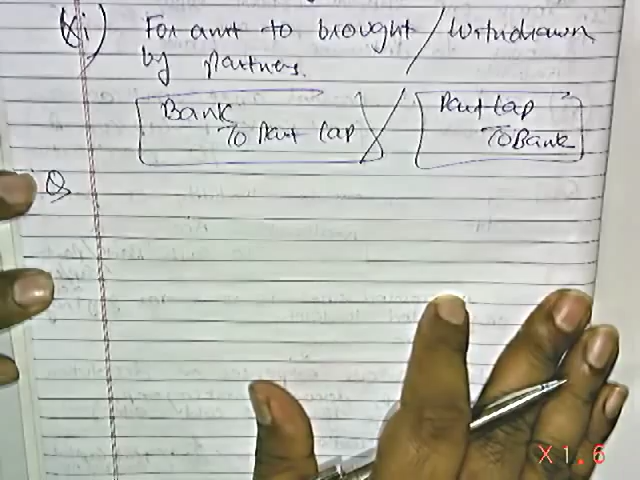 (xi) For amt to brought / withdrawn
by partners.
Bank
To Part Cap
Part Cap
To Bank
Q
X1.6